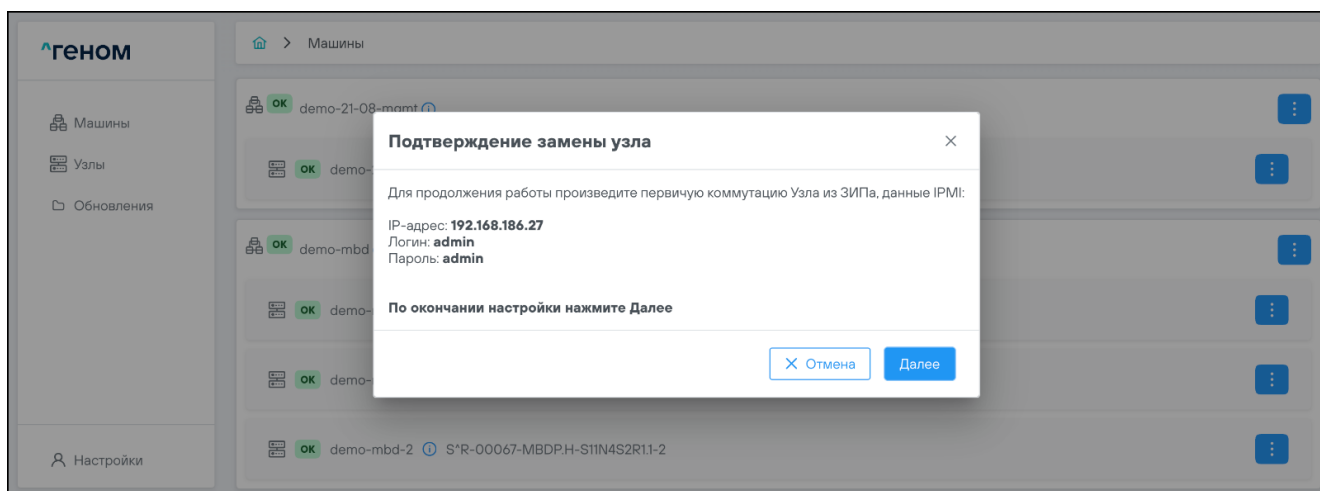 ^геном
Машины
Машины
Узлы
Обновления
Настройки
OK demo-21-08-mgmt
OK demo-
Подтверждение замены узла
Для продолжения работы произведите первичую коммутацию Узла из ЗИПа, данные IPMI:
IP-адрес: 192.168.186.27
Логин: admin
Пароль: admin
По окончании настройки нажмите Далее
Отмена
Далее
OK demo-mbd
OK demo-
OK demo-
OK demo-mbd-2 S^R-00067-MBDP.H-S11N4S2R1.1-2